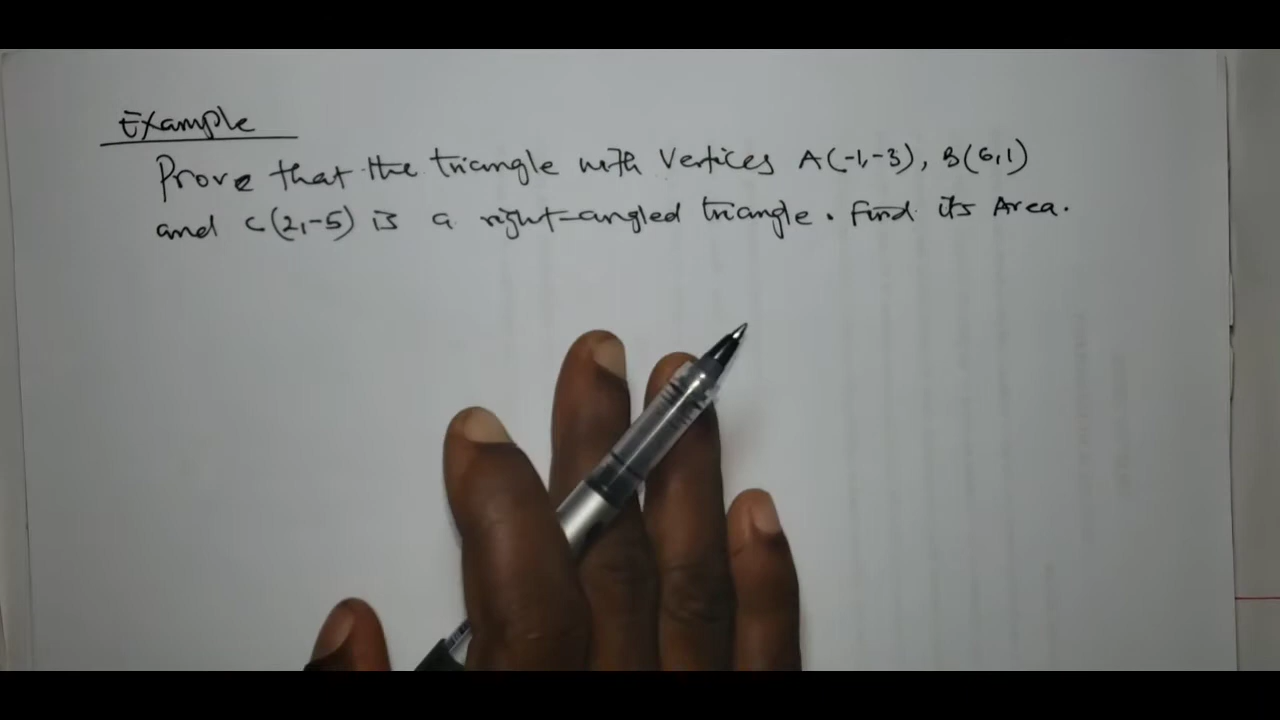 Example
Prove that the triangle with Vertices A(-1,-3), B(6,1)
and C(2,-5) is a right-angled triangle. Find its Area.